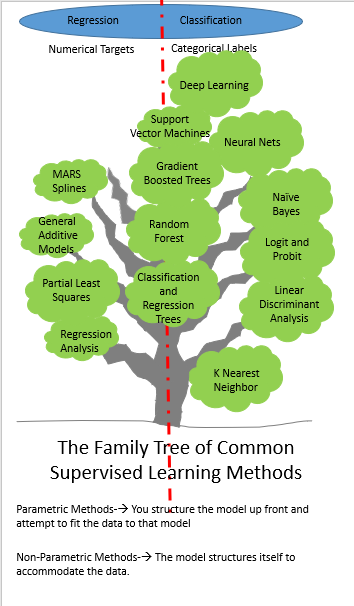 Regression
Classification
Numerical Targets
Categorical Labels
Deep Learning
Support
Vector Machines
Neural Nets
MARS
Splines
Gradient
Boosted Trees
Naïve
Bayes
General
Additive
Models
Random
Forest
Logit and
Probit
Partial Least
Squares
Classification
and
Regression
Trees
Linear
Discriminant
Analysis
Regression
Analysis
K Nearest
Neighbor
The Family Tree of Common
Supervised Learning Methods
Parametric Methods-→ You structure the model up front and
attempt to fit the data to that model
Non-Parametric Methods-→ The model structures itself to
accommodate the data.